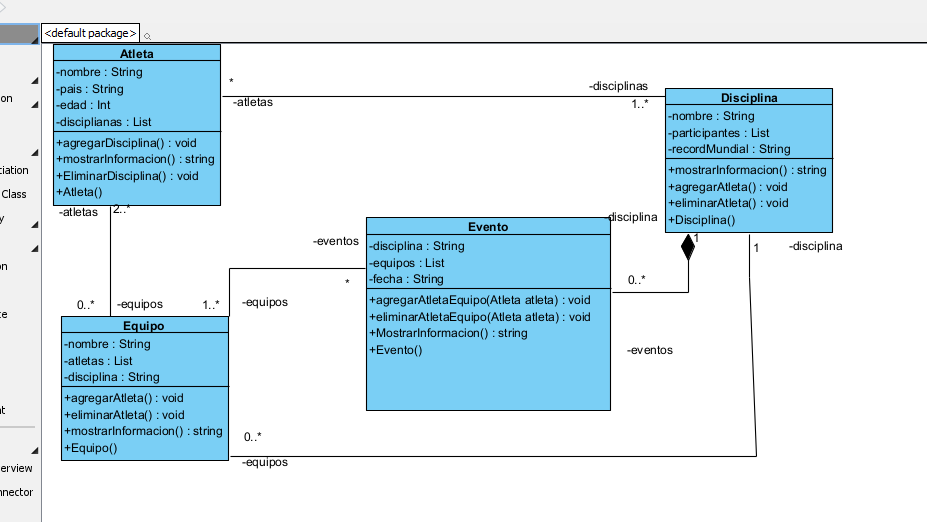 <default package>
Atleta
-nombre : String
-pais : String
-edad : Int
-disciplianas : List
+agregarDisciplina() : void
+mostrarInformacion() : string
+EliminarDisciplina() : void
+Atleta()
*
-atletas
-disciplinas
1..*
Disciplina
-nombre : String
-participantes : List
-recordMundial : String
+mostrarinformacion() : string
+agregarAtleta() : void
+eliminarAtleta() : void
+Disciplina()
-atletas
2..*
-disciplina
1
1
-disciplina
Evento
-disciplina : String
-equipos : List
-fecha : String
+agregarAtletaEquipo(Atleta atleta) : void
+eliminarAtletaEquipo(Atleta atleta) : void
+MostrarInformacion() : string
+Evento()
-eventos
*
0..*
-eventos
0..*
-equipos
1..*
-equipos
Equipo
-nombre : String
-atletas : List
-disciplina : String
+agregarAtleta() : void
+eliminarAtleta() : void
+mostrarinformacion() : string
+Equipo()
0..*
-equipos
on
iation
Class
y
on
te
t
erview
nnector